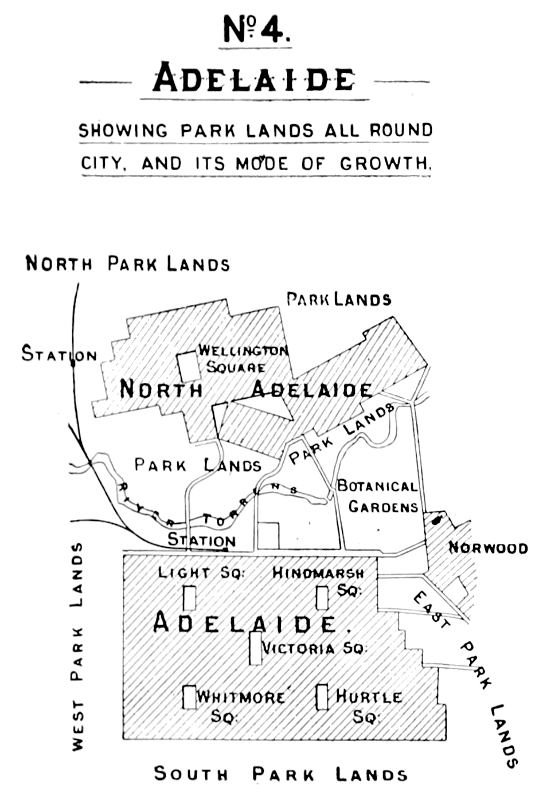 Nº 4.
ADELAIDE
SHOWING PARK LANDS ALL ROUND
CITY, AND ITS MODE OF GROWTH.
NORTH PARK LANDS
PARK LANDS
STATION
WELLINGTON
SQUARE
NORTH ADELAIDE
PARK LANDS
PARK LANDS
RIVER TORRENS
BOTANICAL
GARDENS
STATION
NORWOOD
LIGHT SQ:
HINDMARSH
SQ:
ADELAIDE.
VICTORIA SQ:
WHITMORE
SQ:
HURTLE
SQ:
WEST PARK LANDS
EAST PARK LANDS
SOUTH PARK LANDS